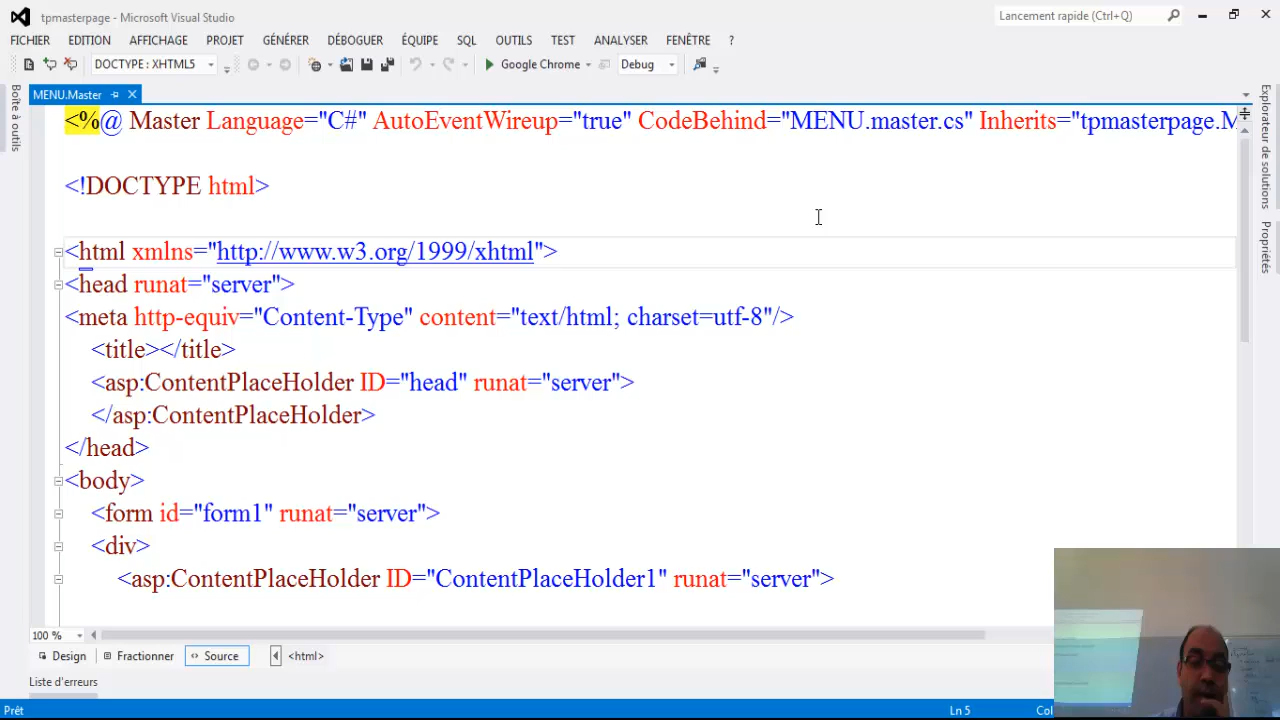 tpmasterpage - Microsoft Visual Studio
Lancement rapide (Ctrl+Q)
FICHIER EDITION AFFICHAGE PROJET GÉNÉRER DÉBOGUER ÉQUIPE SQL OUTILS TEST ANALYSER FENÊTRE ?
DOCTYPE : XHTML5 Google Chrome Debug
MENU.Master
Boîte à outils
<%@ Master Language="C#" AutoEventWireup="true" CodeBehind="MENU.master.cs" Inherits="tpmasterpage.M
<!DOCTYPE html>
<html xmlns="http://www.w3.org/1999/xhtml">
<head runat="server">
<meta http-equiv="Content-Type" content="text/html; charset=utf-8"/>
<title></title>
<asp:ContentPlaceHolder ID="head" runat="server">
</asp:ContentPlaceHolder>
</head>
<body>
<form id="form1" runat="server">
<div>
<asp:ContentPlaceHolder ID="ContentPlaceHolder1" runat="server">
Explorateur de solutions
Propriétés
100 %
Design Fractionner Source <html>
Liste d'erreurs
Prêt Ln 5 Col